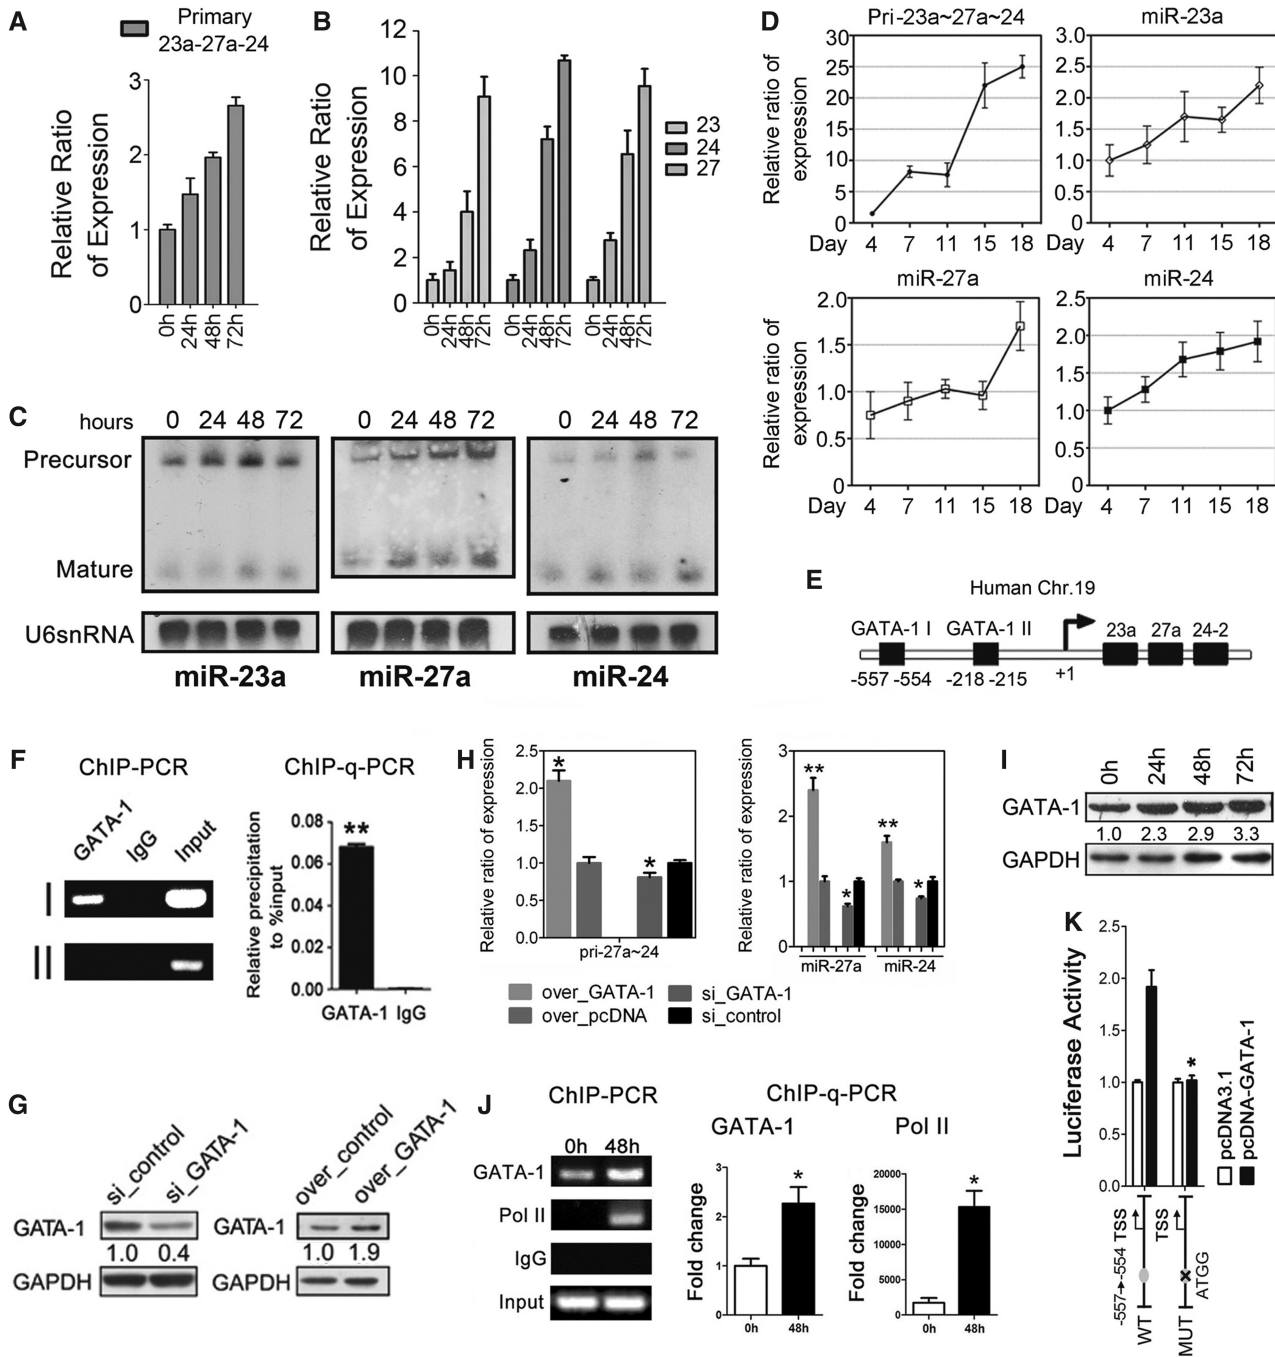 A
Primary
23a-27a-24
Relative Ratio
of Expression
3
2
1
0
0h
24h
48h
72h
B
Relative Ratio
of Expression
12
10
8
6
4
2
0
0h
24h
48h
72h
0h
24h
48h
72h
0h
24h
48h
72h
23
24
27
C
hours
0 24 48 72
0 24 48 72
0 24 48 72
Precursor
Mature
U6snRNA
miR-23a
miR-27a
miR-24
D
Pri-23a~27a~24
Relative ratio of
expression
30
25
20
15
10
5
0
Day 4 7 11 15 18
miR-23a
3.0
2.5
2.0
1.5
1.0
0.5
0
Day 4 7 11 15 18
miR-27a
Relative ratio of
expression
2.0
1.5
1.0
0.5
0
Day 4 7 11 15 18
miR-24
2.5
2.0
1.5
1.0
0.5
0
Day 4 7 11 15 18
E
Human Chr.19
GATA-1 I
GATA-1 II
23a
27a
24-2
-557 -554
-218 -215
+1
F
ChIP-PCR
GATA-1
IgG
Input
I
II
ChIP-q-PCR
Relative precipitation
to %input
0.08
0.06
0.04
0.02
0.00
**
GATA-1 IgG
G
si_control
si_GATA-1
GATA-1
1.0 0.4
GAPDH
over_control
over_GATA-1
GATA-1
1.0 1.9
GAPDH
H
Relative ratio of expression
2.5
2.0
1.5
1.0
0.5
0.0
*
*
pri-27a~24
Relative ratio of expression
3
2
1
0
**
*
**
*
miR-27a
miR-24
over_GATA-1
over_pcDNA
si_GATA-1
si_control
I
0h
24h
48h
72h
GATA-1
1.0 2.3 2.9 3.3
GAPDH
J
ChIP-PCR
0h 48h
GATA-1
Pol II
IgG
Input
ChIP-q-PCR
GATA-1
Fold change
3
2
1
0
*
0h 48h
Pol II
Fold change
20000
15000
10000
5000
0
*
0h 48h
K
Luciferase Activity
2.5
2.0
1.5
1.0
0.5
0.0
*
pcDNA3.1
pcDNA-GATA-1
TSS
-557 -554
WT
TSS
ATGG
MUT